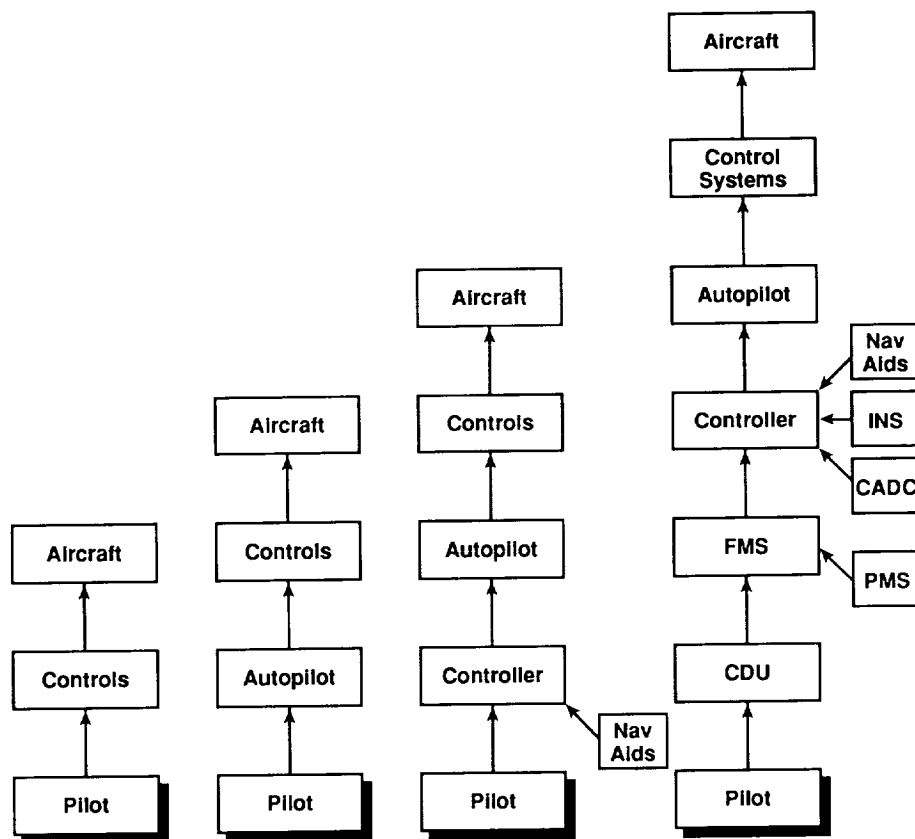 Aircraft
Controls
Pilot
Aircraft
Controls
Autopilot
Pilot
Aircraft
Controls
Autopilot
Controller
Nav
Aids
Pilot
Aircraft
Control
Systems
Autopilot
Nav
Aids
Controller
INS
CADC
FMS
PMS
CDU
Pilot